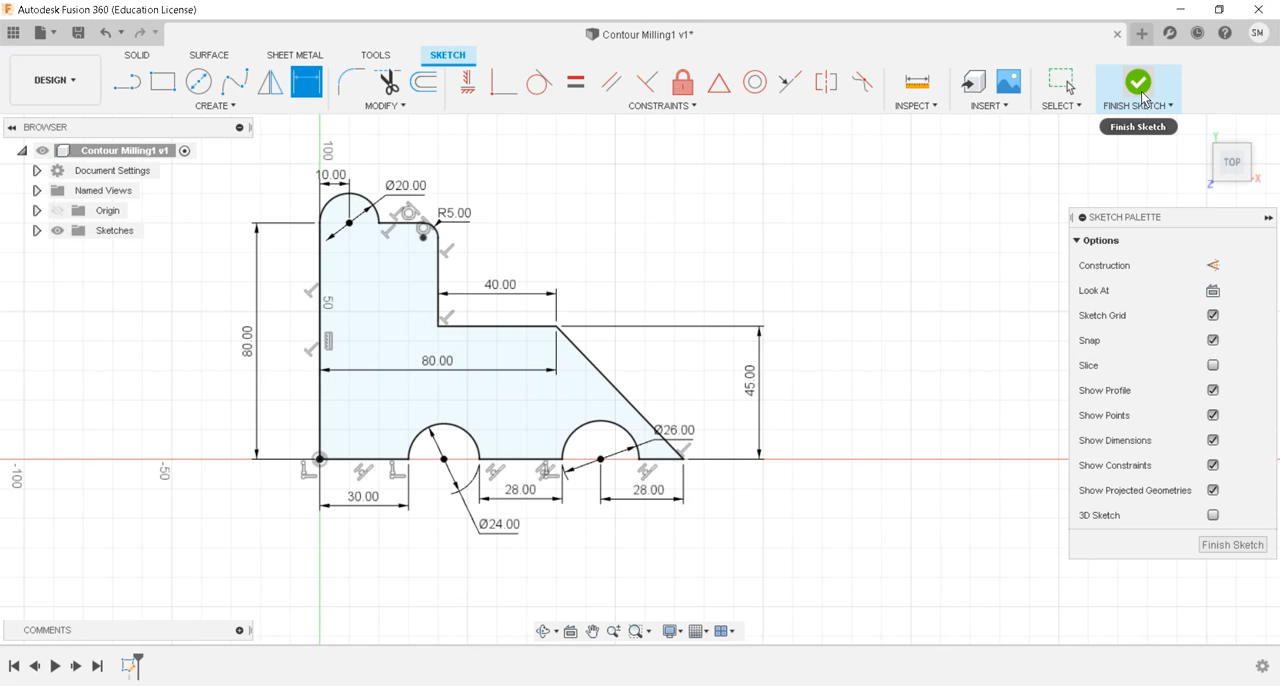 Autodesk Fusion 360 (Education License)
Contour Milling1 v1*
SM
DESIGN ▾
SOLID
SURFACE
SHEET METAL
TOOLS
SKETCH
CREATE ▾
MODIFY ▾
CONSTRAINTS ▾
INSPECT ▾
INSERT ▾
SELECT ▾
FINISH SKETCH ▾
Finish Sketch
BROWSER
Contour Milling1 v1
Document Settings
Named Views
Origin
Sketches
TOP
Y
X
Z
SKETCH PALETTE
Options
Construction
Look At
Sketch Grid
Snap
Slice
Show Profile
Show Points
Show Dimensions
Show Constraints
Show Projected Geometries
3D Sketch
Finish Sketch
100
10.00
Ø20.00
R5.00
40.00
50
80.00
80.00
45.00
Ø26.00
-100
-50
30.00
28.00
28.00
Ø24.00
COMMENTS